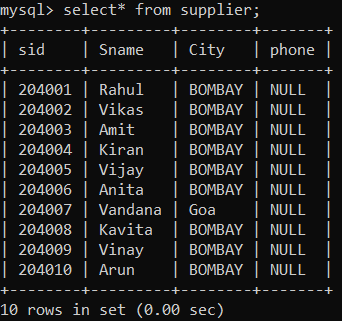 mysql> select* from supplier;
+--------+---------+--------+-------+
| sid    | Sname   | City   | phone |
+--------+---------+--------+-------+
| 204001 | Rahul   | BOMBAY | NULL  |
| 204002 | Vikas   | BOMBAY | NULL  |
| 204003 | Amit    | BOMBAY | NULL  |
| 204004 | Kiran   | BOMBAY | NULL  |
| 204005 | Vijay   | BOMBAY | NULL  |
| 204006 | Anita   | BOMBAY | NULL  |
| 204007 | Vandana | Goa    | NULL  |
| 204008 | Kavita  | BOMBAY | NULL  |
| 204009 | Vinay   | BOMBAY | NULL  |
| 204010 | Arun    | BOMBAY | NULL  |
+--------+---------+--------+-------+
10 rows in set (0.00 sec)